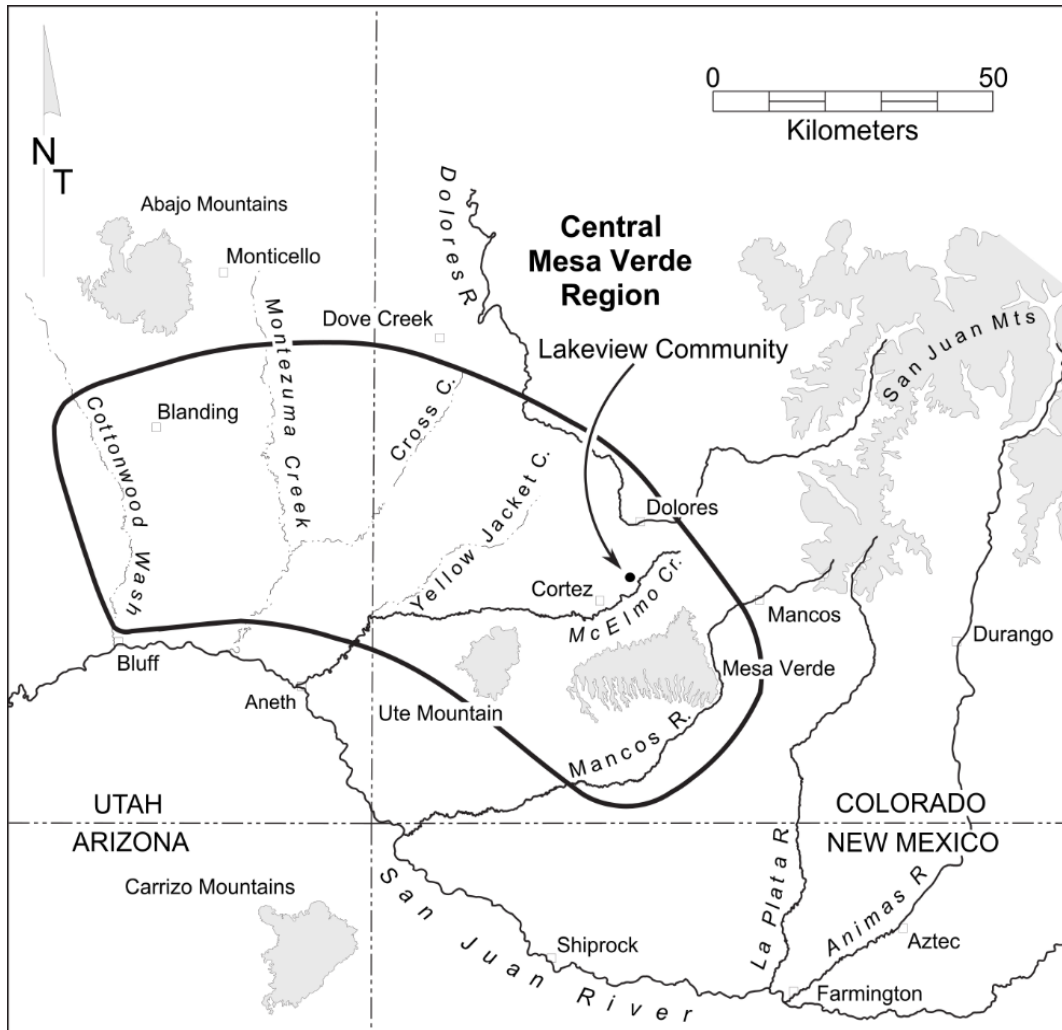 0 50
Kilometers
N
T
Abajo Mountains
Monticello
Dolores R
Central
Mesa Verde
Region
Dove Creek
Lakeview Community
San Juan Mts
Montezuma Creek
Cottonwood Wash
Blanding
Cross C.
Yellow Jacket C.
Dolores
Cortez
McElmo Cr.
Mancos
Durango
Bluff
Mesa Verde
Aneth
Ute Mountain
Mancos R.
UTAH
COLORADO
ARIZONA
NEW MEXICO
Carrizo Mountains
San Juan River
La Plata R
Animas R
Shiprock
Aztec
Farmington